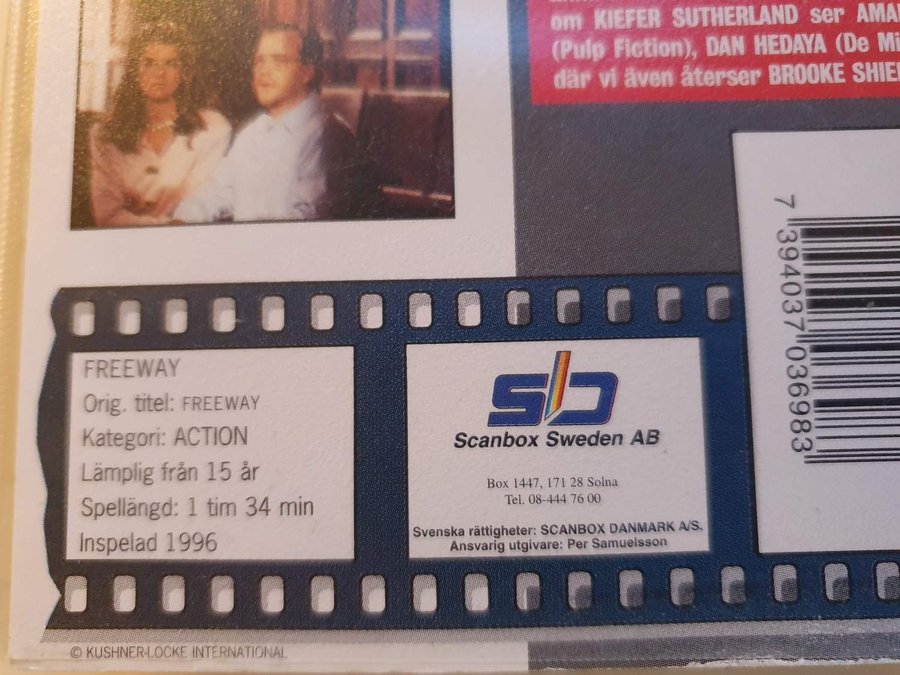 om KIEFER SUTHERLAND ser
(Pulp Fiction), DAN HEDAYA (De
där vi även återser BROOKE
FREEWAY
Orig. titel: FREEWAY
Kategori: ACTION
Lämplig från 15 år
Spellängd: 1 tim 34 min
Inspelad 1996
sb
Scanbox Sweden AB
Box 1447, 171 28 Solna
Tel. 08-444 76 00
Svenska rättigheter: SCANBOX DANMARK A/S.
Ansvarig utgivare: Per Samuelsson
7 394037 036983
© KUSHNER-LOCKE INTERNATIONAL